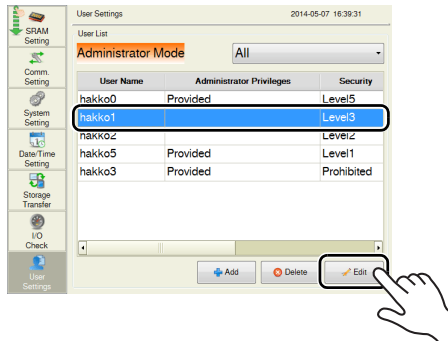 SRAM
Setting
Comm.
Setting
System
Setting
Date/Time
Setting
Storage
Transfer
I/O
Check
User
Settings
User Settings 2014-05-07 16:39:31
User List
Administrator Mode All
User Name Administrator Privileges Security
hakko0 Provided Level5
hakko1 Level3
hakko2 Level2
hakko5 Provided Level1
hakko3 Provided Prohibited
Add Delete Edit